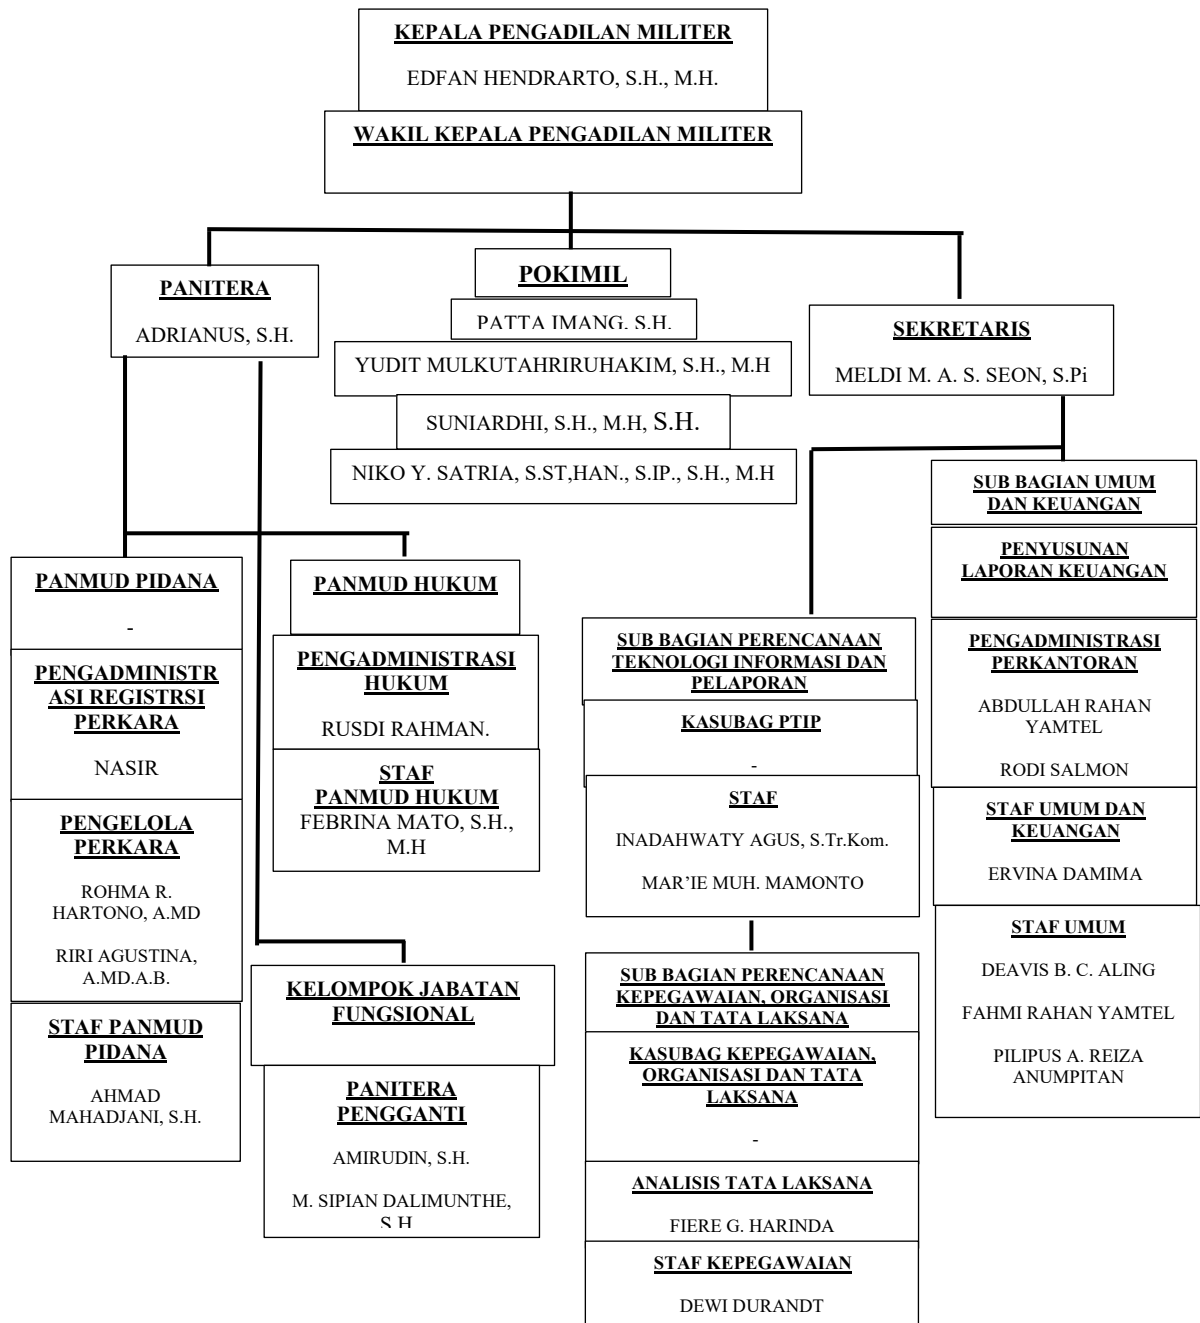 KEPALA PENGADILAN MILITER
EDFAN HENDRARTO, S.H., M.H.
WAKIL KEPALA PENGADILAN MILITER
PANITERA
ADRIANUS, S.H.
POKIMIL
PATTA IMANG, S.H.
YUDIT MULKUTAHRIRUHAKIM, S.H., M.H
SUNIARDHI, S.H., M.H, S.H.
NIKO Y. SATRIA, S.ST,HAN., S.IP., S.H., M.H
SEKRETARIS
MELDI M. A. S. SEON, S.Pi
PANMUD PIDANA
-
PENGADMINISTR
ASI REGISTRSI
PERKARA
NASIR
PENGELOLA
PERKARA
ROHMA R.
HARTONO, A.MD
RIRI AGUSTINA,
A.MD.A.B.
STAF PANMUD
PIDANA
AHMAD
MAHADJANI, S.H.
PANMUD HUKUM
PENGADMINISTRASI
HUKUM
RUSDI RAHMAN.
STAF
PANMUD HUKUM
FEBRINA MATO, S.H.,
M.H
KELOMPOK JABATAN
FUNGSIONAL
PANITERA
PENGGANTI
AMIRUDIN, S.H.
M. SIPIAN DALIMUNTHE,
S.H
SUB BAGIAN PERENCANAAN
TEKNOLOGI INFORMASI DAN
PELAPORAN
KASUBAG PTIP
-
STAF
INADAHWATY AGUS, S.Tr.Kom.
MAR’IE MUH. MAMONTO
SUB BAGIAN PERENCANAAN
KEPEGAWAIAN, ORGANISASI
DAN TATA LAKSANA
KASUBAG KEPEGAWAIAN,
ORGANISASI DAN TATA
LAKSANA
-
ANALISIS TATA LAKSANA
FIERE G. HARINDA
STAF KEPEGAWAIAN
DEWI DURANDT
SUB BAGIAN UMUM
DAN KEUANGAN
PENYUSUNAN
LAPORAN KEUANGAN
PENGADMINISTRASI
PERKANTORAN
ABDULLAH RAHAN
YAMTEL
RODI SALMON
STAF UMUM DAN
KEUANGAN
ERVINA DAMIMA
STAF UMUM
DEAVIS B. C. ALING
FAHMI RAHAN YAMTEL
PILIPUS A. REIZA
ANUMPITAN